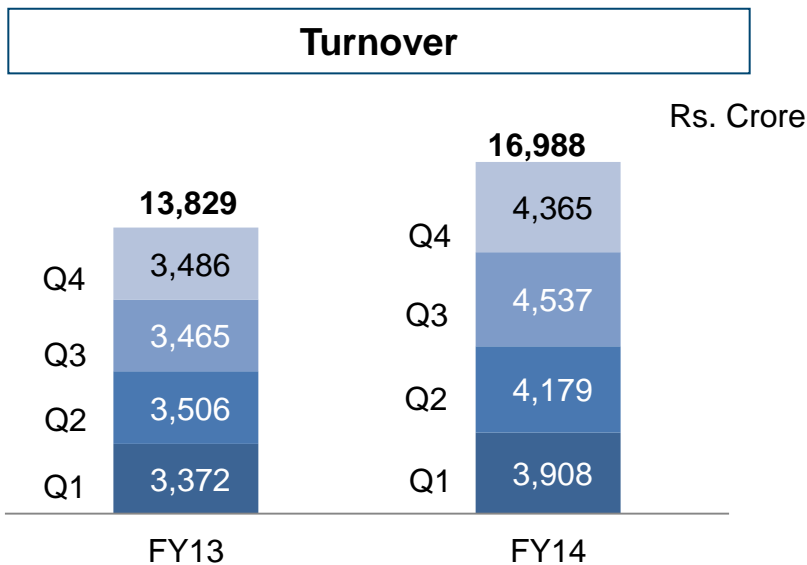 Turnover
Rs. Crore
13,829
16,988
Q4 3,486
Q4 4,365
Q3 3,465
Q3 4,537
Q2 3,506
Q2 4,179
Q1 3,372
Q1 3,908
FY13 FY14